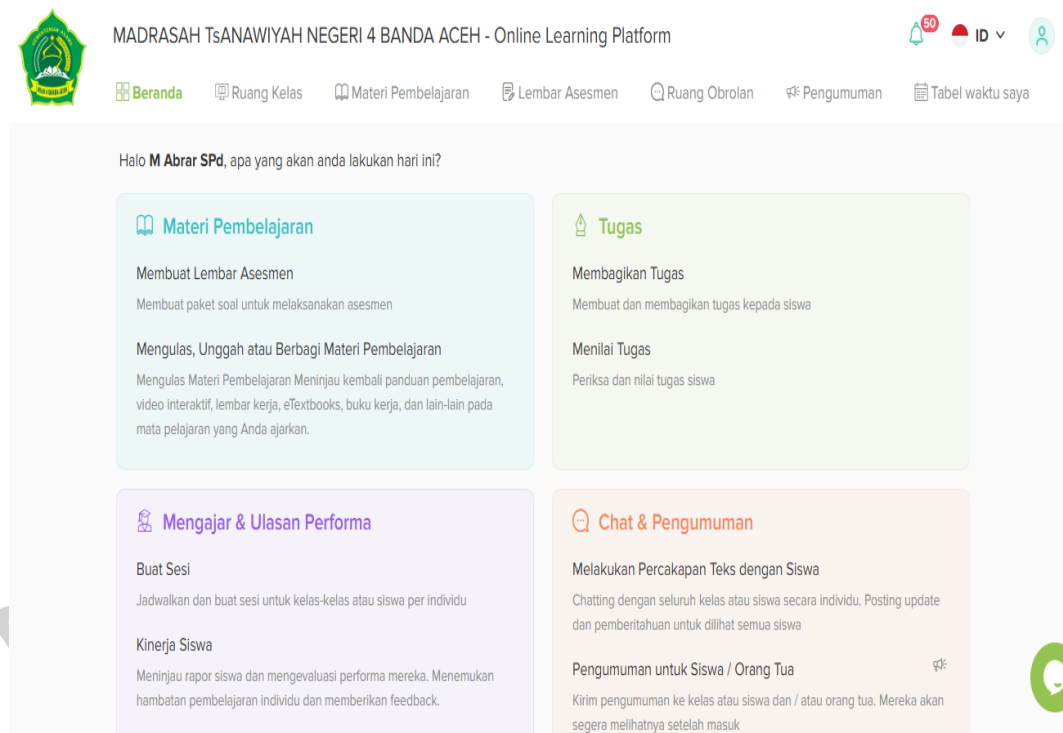 MADRASAH TsANAWIYAH NEGERI 4 BANDA ACEH - Online Learning Platform
50
ID
Beranda
Ruang Kelas
Materi Pembelajaran
Lembar Asesmen
Ruang Obrolan
Pengumuman
Tabel waktu saya
Halo M Abrar SPd, apa yang akan anda lakukan hari ini?
Materi Pembelajaran
Membuat Lembar Asesmen
Membuat paket soal untuk melaksanakan asesmen
Mengulas, Unggah atau Berbagi Materi Pembelajaran
Mengulas Materi Pembelajaran Meninjau kembali panduan pembelajaran,
video interaktif, lembar kerja, eTextbooks, buku kerja, dan lain-lain pada
mata pelajaran yang Anda ajarkan.
Tugas
Membagikan Tugas
Membuat dan membagikan tugas kepada siswa
Menilai Tugas
Periksa dan nilai tugas siswa
Mengajar & Ulasan Performa
Buat Sesi
Jadwalkan dan buat sesi untuk kelas-kelas atau siswa per individu
Kinerja Siswa
Meninjau rapor siswa dan mengevaluasi performa mereka. Menemukan
hambatan pembelajaran individu dan memberikan feedback.
Chat & Pengumuman
Melakukan Percakapan Teks dengan Siswa
Chatting dengan seluruh kelas atau siswa secara individu. Posting update
dan pemberitahuan untuk dilihat semua siswa
Pengumuman untuk Siswa / Orang Tua
Kirim pengumuman ke kelas atau siswa dan / atau orang tua. Mereka akan
segera melihatnya setelah masuk